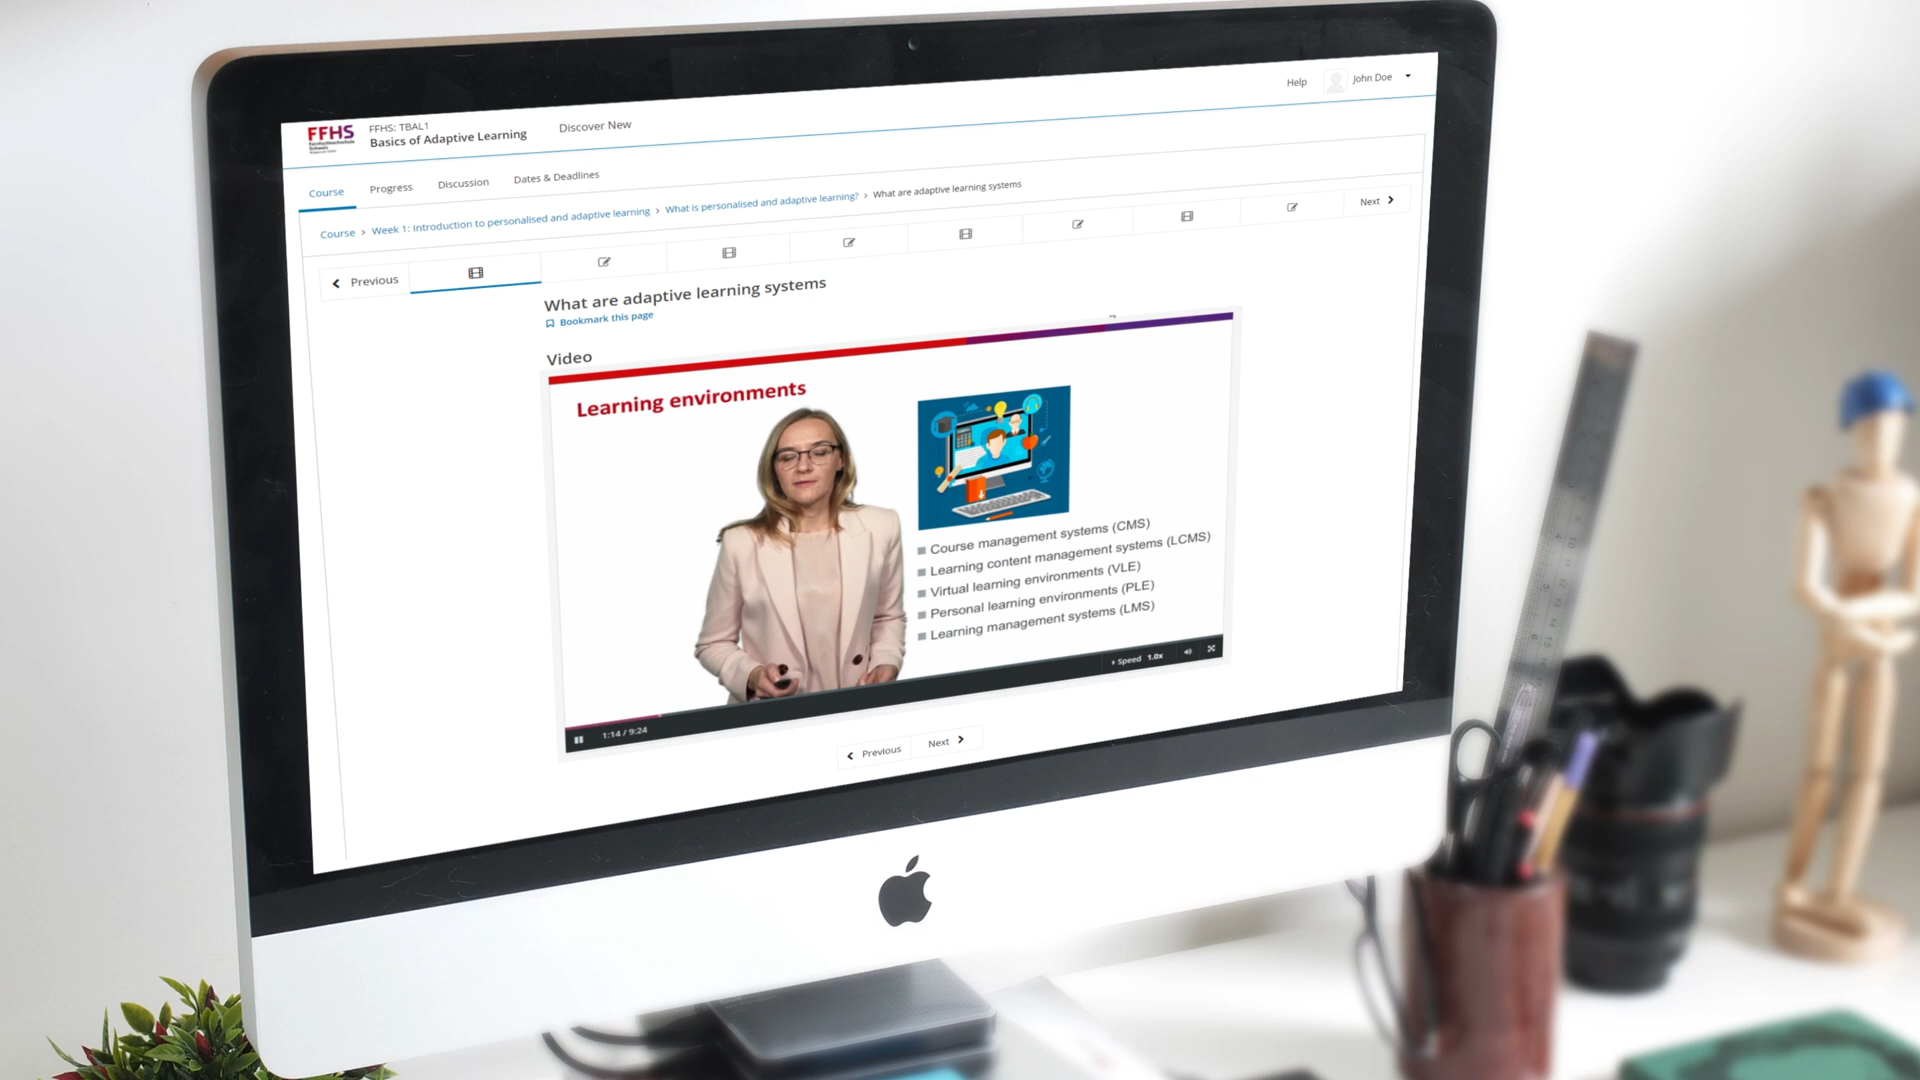 Help
John Doe
FFHS
FFHS: TBAL1
Basics of Adaptive Learning
Discover New
Fernfachhochschule
Schweiz
Course
Progress
Discussion
Dates & Deadlines
Course > Week 1: Introduction to personalised and adaptive learning > What is personalised and adaptive learning? > What are adaptive learning systems
Previous
Next
What are adaptive learning systems
Bookmark this page
Video
Learning environments
Course management systems (CMS)
Learning content management systems (LCMS)
Virtual learning environments (VLE)
Personal learning environments (PLE)
Learning management systems (LMS)
1:14 / 9:24
Speed 1.0x
Previous
Next